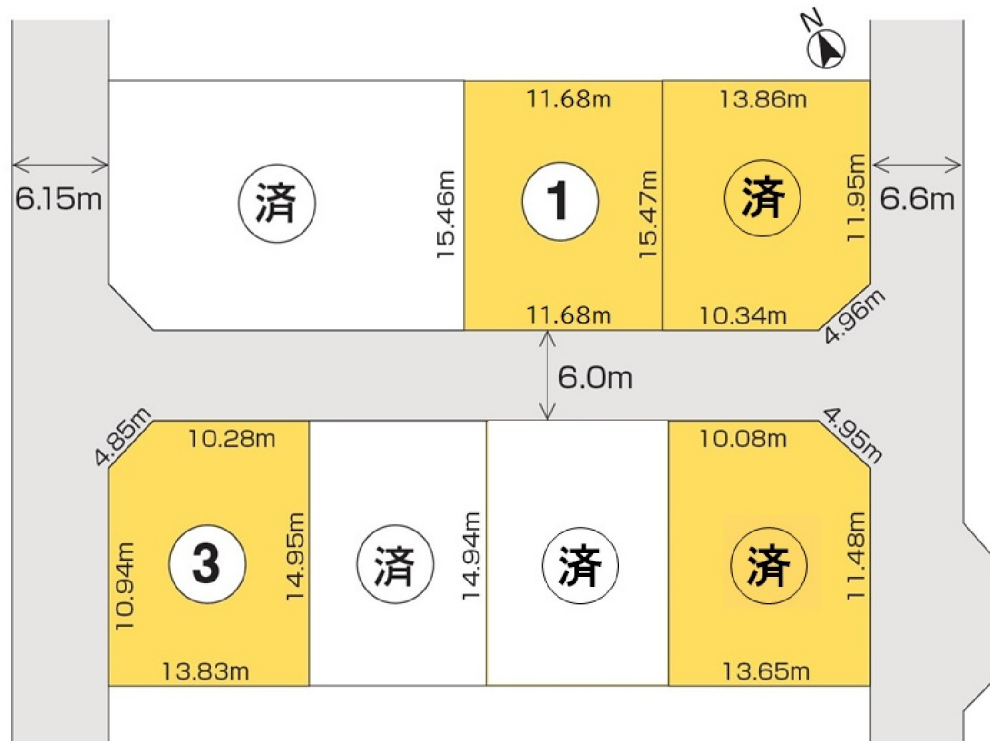 N
11.68m
13.86m
6.15m
済
15.46m
1
15.47m
済
11.95m
6.6m
11.68m
10.34m
4.96m
6.0m
4.85m
10.28m
10.08m
4.95m
10.94m
3
14.95m
済
14.94m
済
済
11.48m
13.83m
13.65m